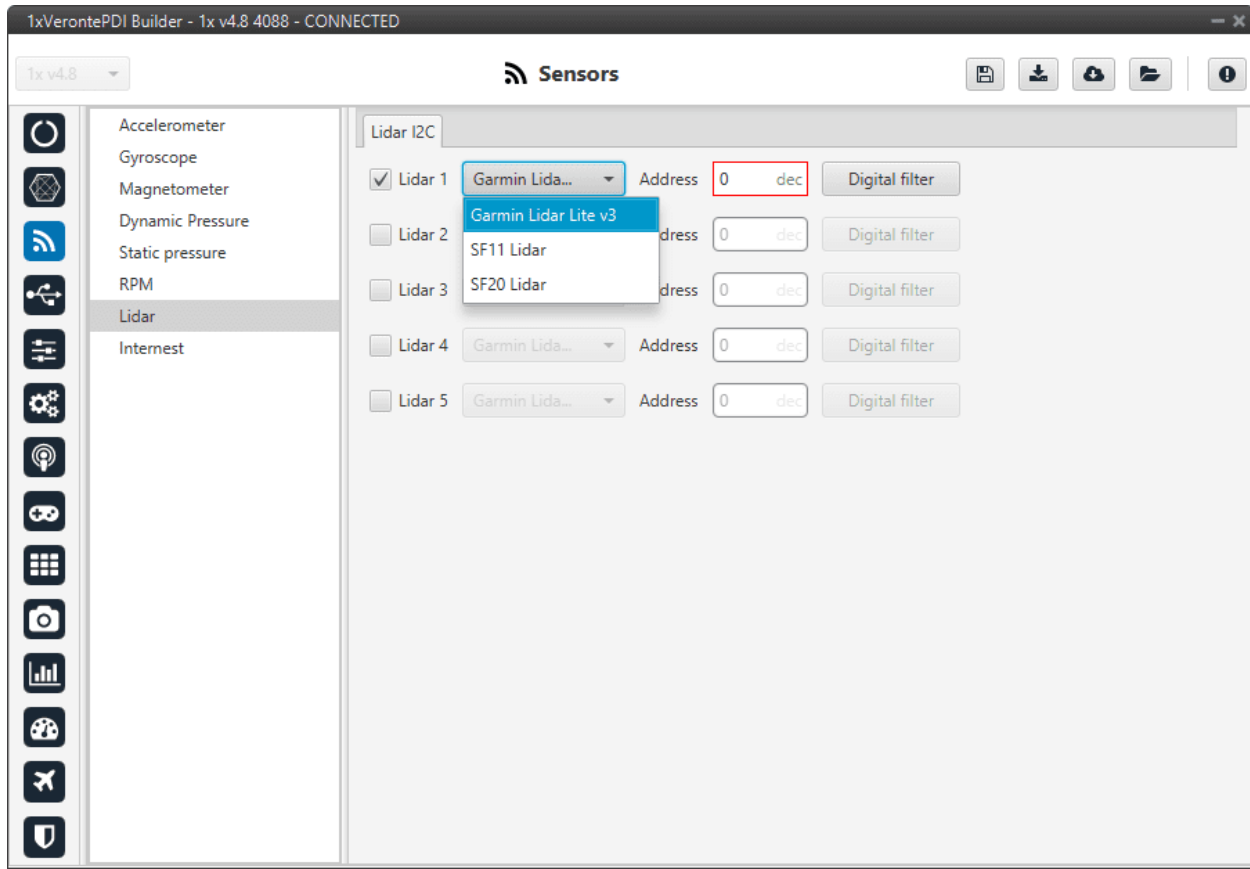 1xVerontePDI Builder - 1x v4.8 4088 - CONNECTED
1x v4.8
Sensors
Accelerometer
Gyroscope
Magnetometer
Dynamic Pressure
Static pressure
RPM
Lidar
Internest
Lidar I2C
Lidar 1 Garmin Lida... Address 0 dec Digital filter
Garmin Lidar Lite v3
Lidar 2 dress 0 dec Digital filter
SF11 Lidar
SF20 Lidar
Lidar 3 dress 0 dec Digital filter
Lidar 4 Garmin Lida... Address 0 dec Digital filter
Lidar 5 Garmin Lida... Address 0 dec Digital filter